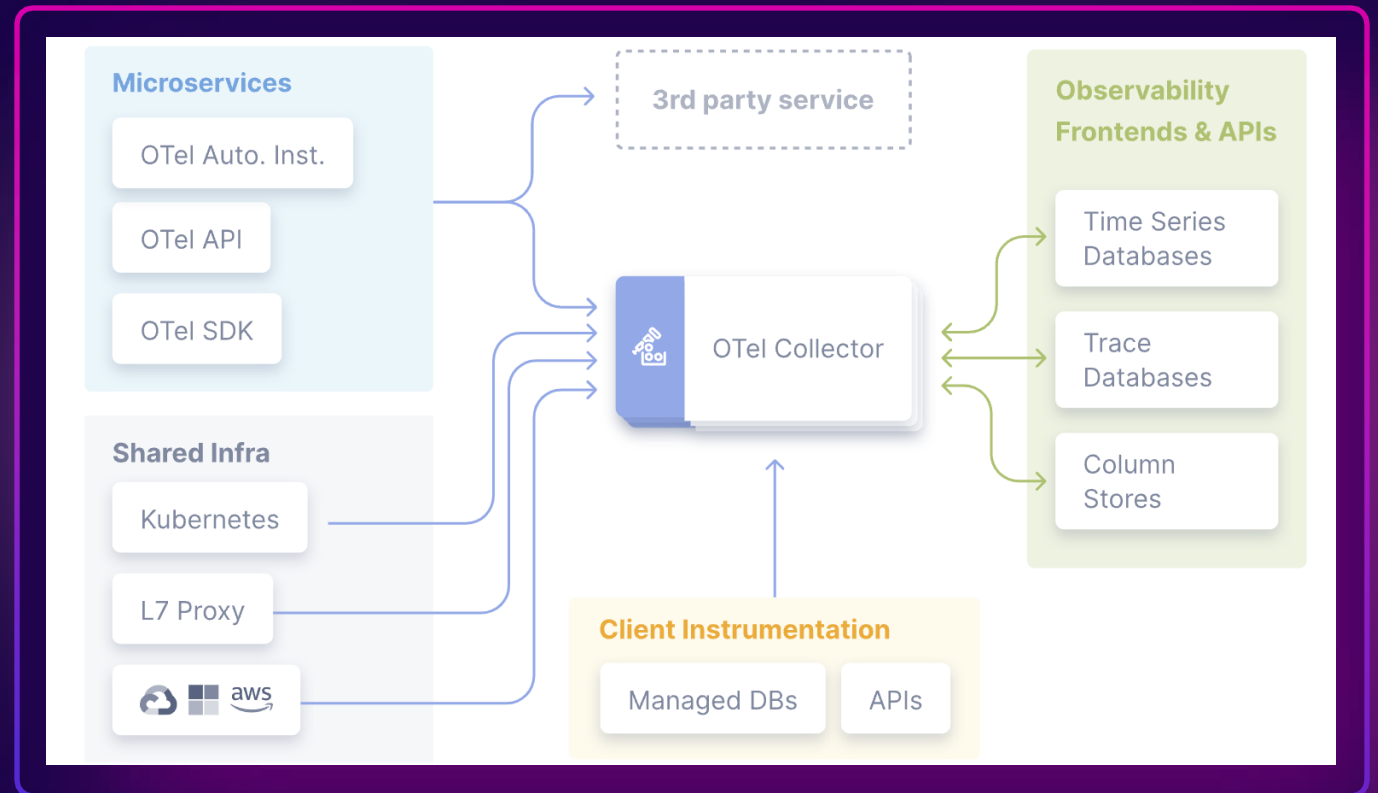 Microservices
OTel Auto. Inst.
OTel API
OTel SDK
Shared Infra
Kubernetes
L7 Proxy
aws
3rd party service
OTel Collector
Client Instrumentation
Managed DBs
APIs
Observability
Frontends & APIs
Time Series
Databases
Trace
Databases
Column
Stores